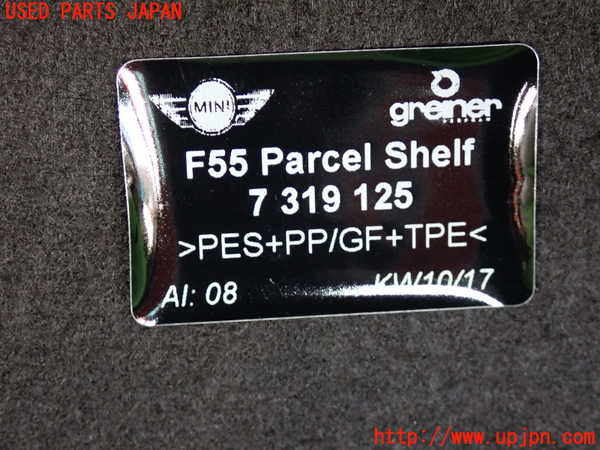 USED PARTS JAPAN
MINI
greiner
F55 Parcel Shelf
7 319 125
>PES+PP/GF+TPE<
AI: 08 KW10/17
http://www.upjpn.com/